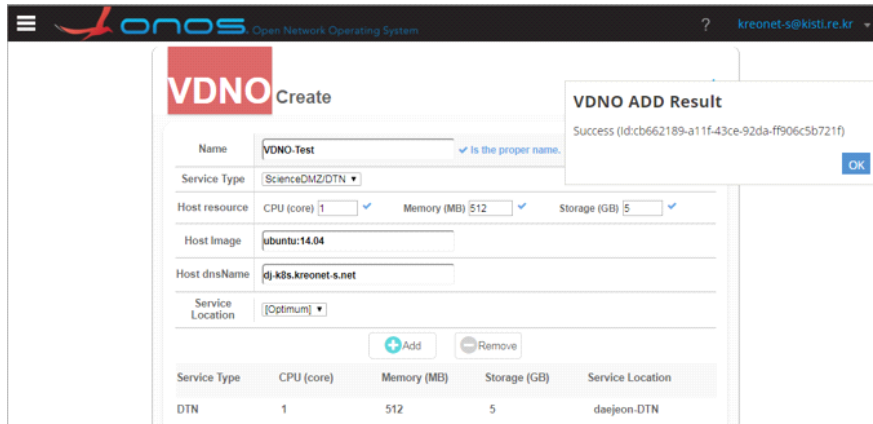 onos. Open Network Operating System ? kreonet-s@kisti.re.kr
VDNO Create
VDNO ADD Result
Success (Id:cb662189-a11f-43ce-92da-ff906c5b721f)
OK
Name VDNO-Test Is the proper name.
Service Type ScienceDMZ/DTN
Host resource CPU (core) 1 Memory (MB) 512 Storage (GB) 5
Host Image ubuntu:14.04
Host dnsName dj-k8s.kreonet-s.net
Service
Location [Optimum]
Add Remove
Service Type CPU (core) Memory (MB) Storage (GB) Service Location
DTN 1 512 5 daejeon-DTN